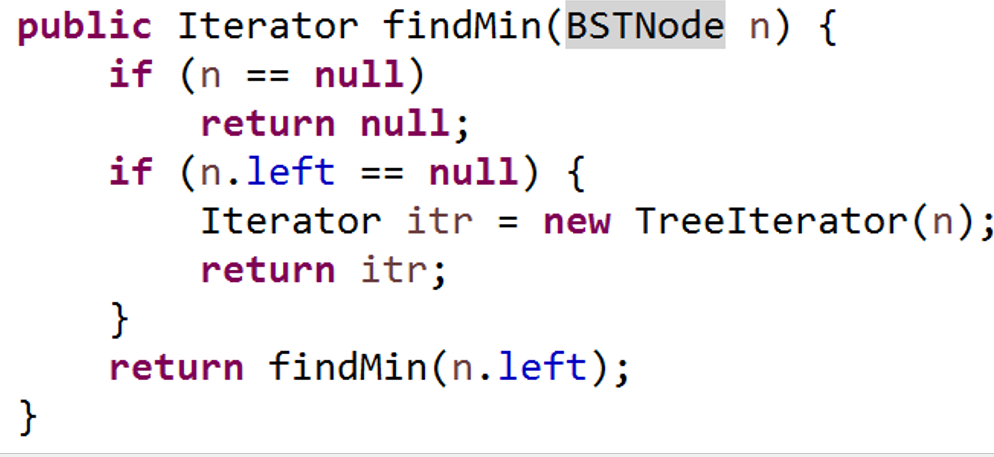 public Iterator findMin(BSTNode n) {
    if (n == null)
        return null;
    if (n.left == null) {
        Iterator itr = new TreeIterator(n);
        return itr;
    }
    return findMin(n.left);
}